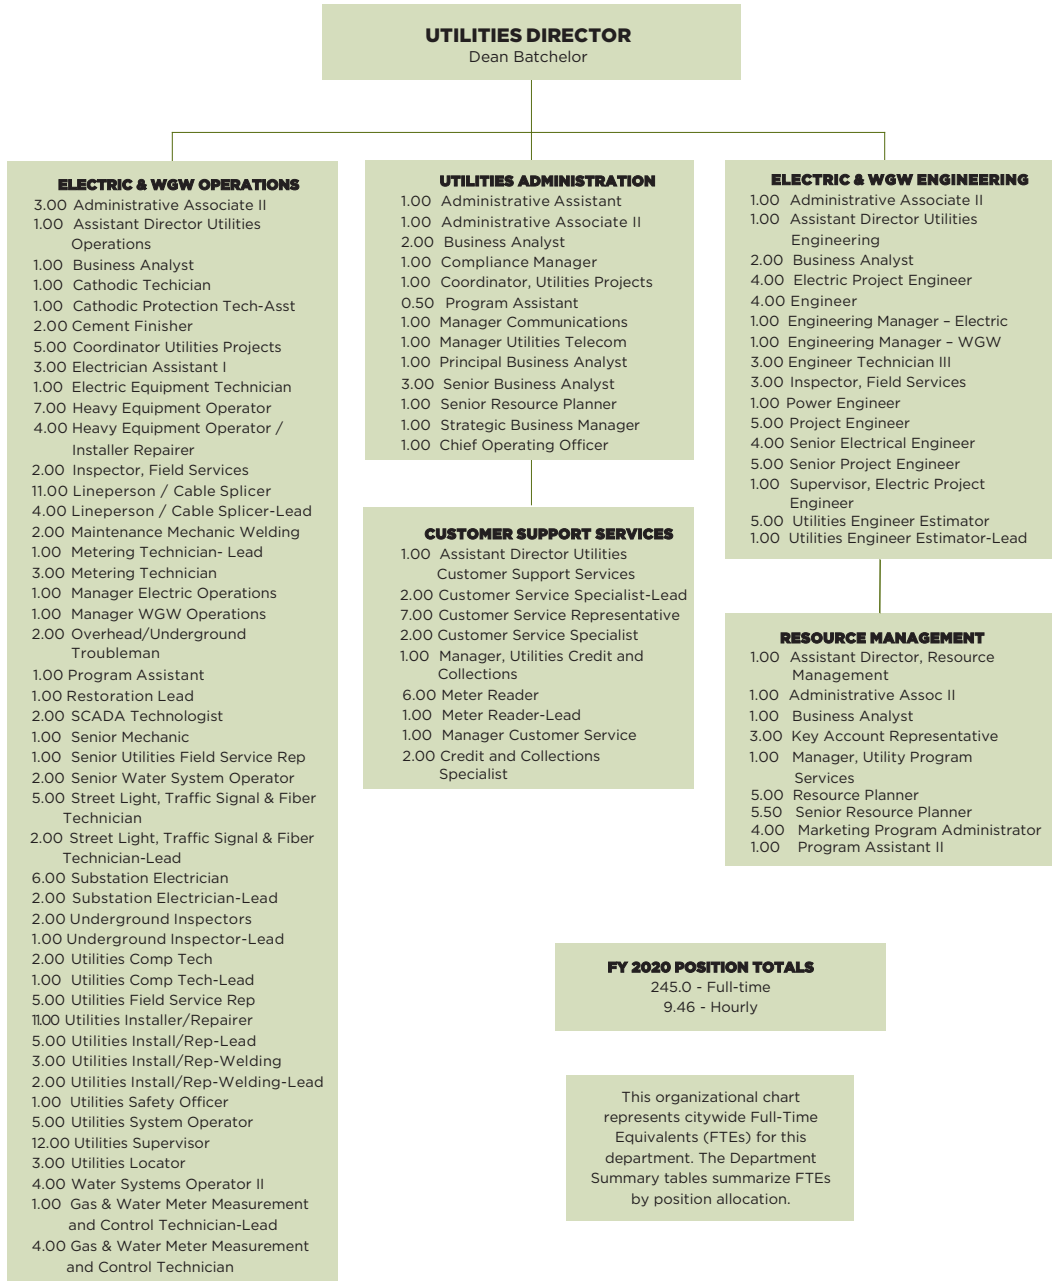 UTILITIES DIRECTOR
Dean Batchelor
ELECTRIC & WGW OPERATIONS
3.00 Administrative Associate II
1.00 Assistant Director Utilities
Operations
1.00 Business Analyst
1.00 Cathodic Techician
1.00 Cathodic Protection Tech-Asst
2.00 Cement Finisher
5.00 Coordinator Utilities Projects
3.00 Electrician Assistant I
1.00 Electric Equipment Technician
7.00 Heavy Equipment Operator
4.00 Heavy Equipment Operator /
Installer Repairer
2.00 Inspector, Field Services
11.00 Lineperson / Cable Splicer
4.00 Lineperson / Cable Splicer-Lead
2.00 Maintenance Mechanic Welding
1.00 Metering Technician- Lead
3.00 Metering Technician
1.00 Manager Electric Operations
1.00 Manager WGW Operations
2.00 Overhead/Underground
Troubleman
1.00 Program Assistant
1.00 Restoration Lead
2.00 SCADA Technologist
1.00 Senior Mechanic
1.00 Senior Utilities Field Service Rep
2.00 Senior Water System Operator
5.00 Street Light, Traffic Signal & Fiber
Technician
2.00 Street Light, Traffic Signal & Fiber
Technician-Lead
6.00 Substation Electrician
2.00 Substation Electrician-Lead
2.00 Underground Inspectors
1.00 Underground Inspector-Lead
2.00 Utilities Comp Tech
1.00 Utilities Comp Tech-Lead
5.00 Utilities Field Service Rep
11.00 Utilities Installer/Repairer
5.00 Utilities Install/Rep-Lead
3.00 Utilities Install/Rep-Welding
2.00 Utilities Install/Rep-Welding-Lead
1.00 Utilities Safety Officer
5.00 Utilities System Operator
12.00 Utilities Supervisor
3.00 Utilities Locator
4.00 Water Systems Operator II
1.00 Gas & Water Meter Measurement
and Control Technician-Lead
4.00 Gas & Water Meter Measurement
and Control Technician
UTILITIES ADMINISTRATION
1.00 Administrative Assistant
1.00 Administrative Associate II
2.00 Business Analyst
1.00 Compliance Manager
1.00 Coordinator, Utilities Projects
0.50 Program Assistant
1.00 Manager Communications
1.00 Manager Utilities Telecom
1.00 Principal Business Analyst
3.00 Senior Business Analyst
1.00 Senior Resource Planner
1.00 Strategic Business Manager
1.00 Chief Operating Officer
CUSTOMER SUPPORT SERVICES
1.00 Assistant Director Utilities
Customer Support Services
2.00 Customer Service Specialist-Lead
7.00 Customer Service Representative
2.00 Customer Service Specialist
1.00 Manager, Utilities Credit and
Collections
6.00 Meter Reader
1.00 Meter Reader-Lead
1.00 Manager Customer Service
2.00 Credit and Collections
Specialist
ELECTRIC & WGW ENGINEERING
1.00 Administrative Associate II
1.00 Assistant Director Utilities
Engineering
2.00 Business Analyst
4.00 Electric Project Engineer
4.00 Engineer
1.00 Engineering Manager – Electric
1.00 Engineering Manager – WGW
3.00 Engineer Technician III
3.00 Inspector, Field Services
1.00 Power Engineer
5.00 Project Engineer
4.00 Senior Electrical Engineer
5.00 Senior Project Engineer
1.00 Supervisor, Electric Project
Engineer
5.00 Utilities Engineer Estimator
1.00 Utilities Engineer Estimator-Lead
RESOURCE MANAGEMENT
1.00 Assistant Director, Resource
Management
1.00 Administrative Assoc II
1.00 Business Analyst
3.00 Key Account Representative
1.00 Manager, Utility Program
Services
5.00 Resource Planner
5.50 Senior Resource Planner
4.00 Marketing Program Administrator
1.00 Program Assistant II
FY 2020 POSITION TOTALS
245.0 - Full-time
9.46 - Hourly
This organizational chart
represents citywide Full-Time
Equivalents (FTEs) for this
department. The Department
Summary tables summarize FTEs
by position allocation.